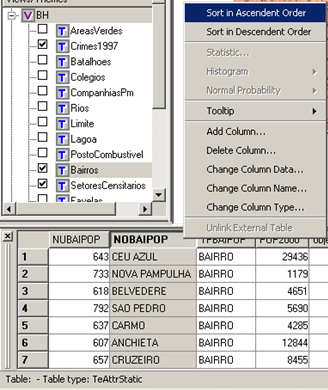 Views/Themes
BH
AreasVerdes
Crimes1997
Batalhoes
Colegios
CompanhiasPm
Rios
Limite
Lagoa
PostoCombustivel
Bairros
SetoresCensitarios
Favelas
Sort in Ascendent Order
Sort in Descendent Order
Statistic...
Histogram
Normal Probability
Tooltip
Add Column...
Delete Column...
Change Column Data...
Change Column Name...
Change Column Type...
Unlink External Table
NUBAIPOP NOBAIPOP TPBAIPOP POP2000
1 643 CEU AZUL BAIRRO 29436
2 733 NOVA PAMPULHA BAIRRO 1179
3 618 BELVEDERE BAIRRO 4651
4 792 SAO PEDRO BAIRRO 5690
5 637 CARMO BAIRRO 4285
6 607 ANCHIETA BAIRRO 12844
7 657 CRUZEIRO BAIRRO 8455
Table: - Table type: TeAttrStatic